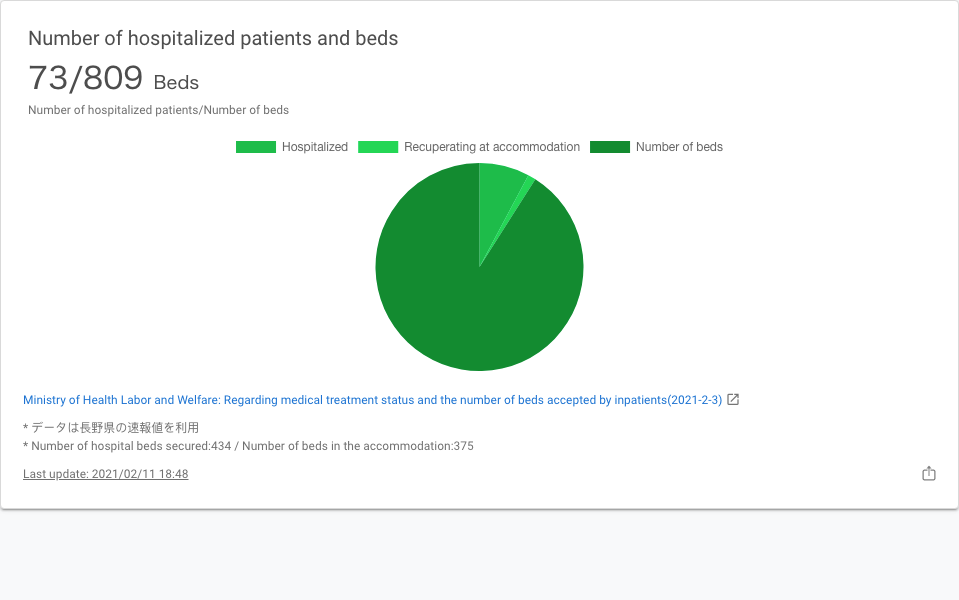 Number of hospitalized patients and beds
73/809 Beds
Number of hospitalized patients/Number of beds
Hospitalized Recuperating at accommodation Number of beds
Ministry of Health Labor and Welfare: Regarding medical treatment status and the number of beds accepted by inpatients(2021-2-3)
* データは長野県の速報値を利用
* Number of hospital beds secured:434 / Number of beds in the accommodation:375
Last update: 2021/02/11 18:48